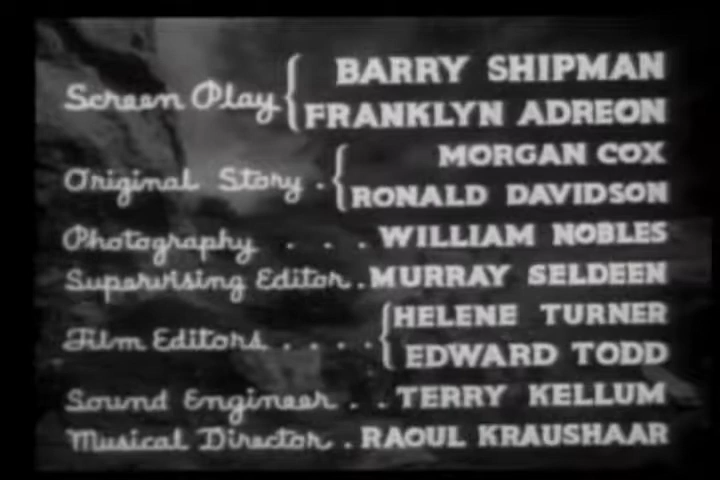 Screen Play { BARRY SHIPMAN
FRANKLYN ADREON
Original Story . { MORGAN COX
RONALD DAVIDSON
Photography . . . WILLIAM NOBLES
Supervising Editor . MURRAY SELDEEN
Film Editors . . . . { HELENE TURNER
EDWARD TODD
Sound Engineer . . TERRY KELLUM
Musical Director . RAOUL KRAUSHAAR